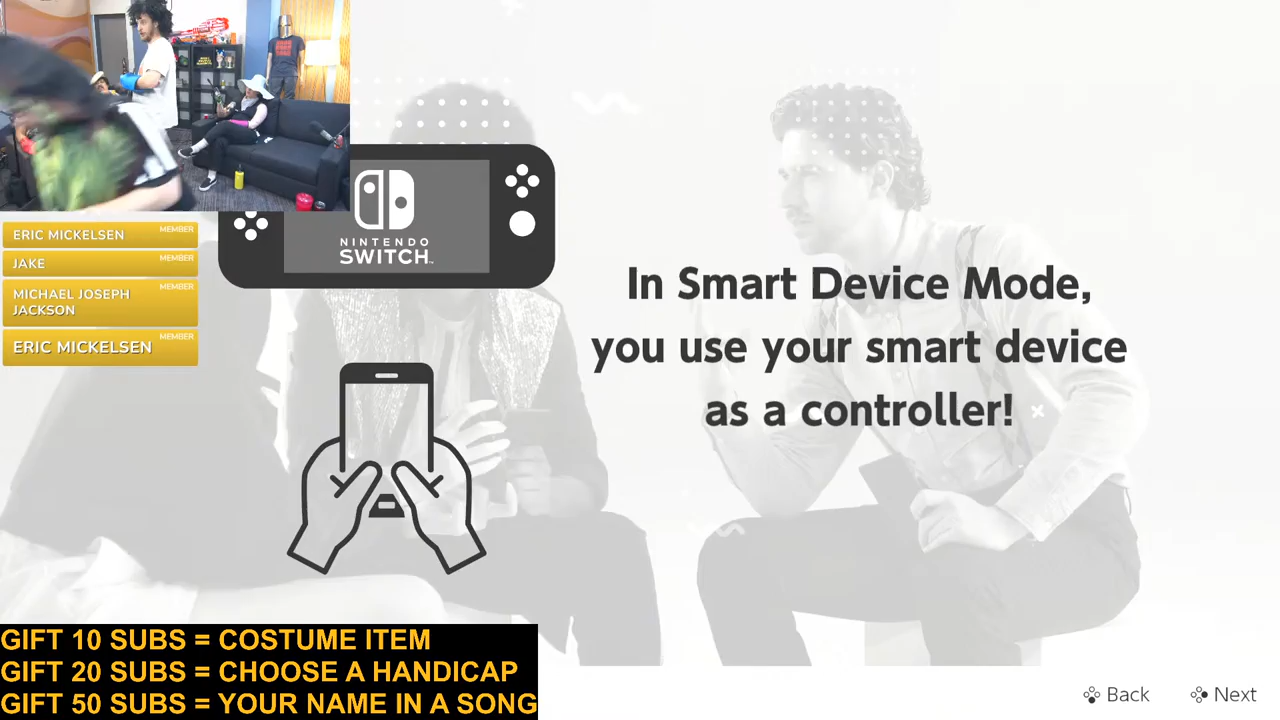 ERIC MICKELSEN
MEMBER
JAKE
MEMBER
MICHAEL JOSEPH
JACKSON
MEMBER
ERIC MICKELSEN
MEMBER
NINTENDO
SWITCH™
In Smart Device Mode,
you use your smart device
as a controller!
GIFT 10 SUBS = COSTUME ITEM
GIFT 20 SUBS = CHOOSE A HANDICAP
GIFT 50 SUBS = YOUR NAME IN A SONG
Back
Next